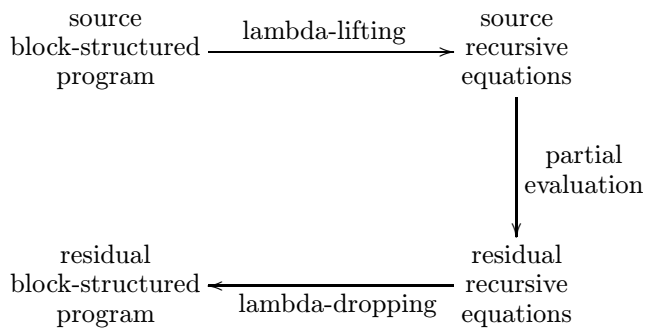 source
block-structured
program
lambda-lifting
source
recursive
equations
partial
evaluation
residual
block-structured
program
lambda-dropping
residual
recursive
equations